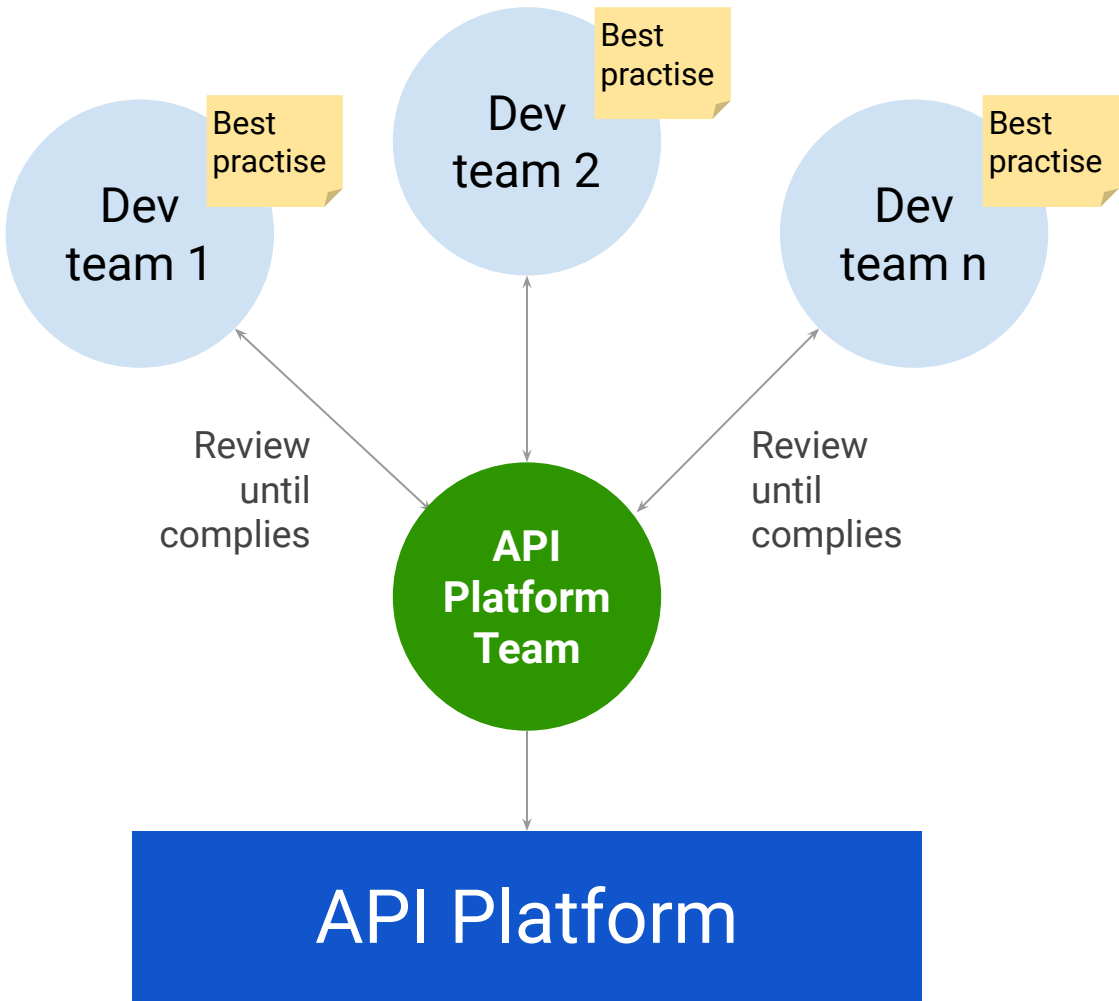 Best
practise
Dev
team 1
Best
practise
Dev
team 2
Best
practise
Dev
team n
Review
until
complies
Review
until
complies
API
Platform
Team
API Platform